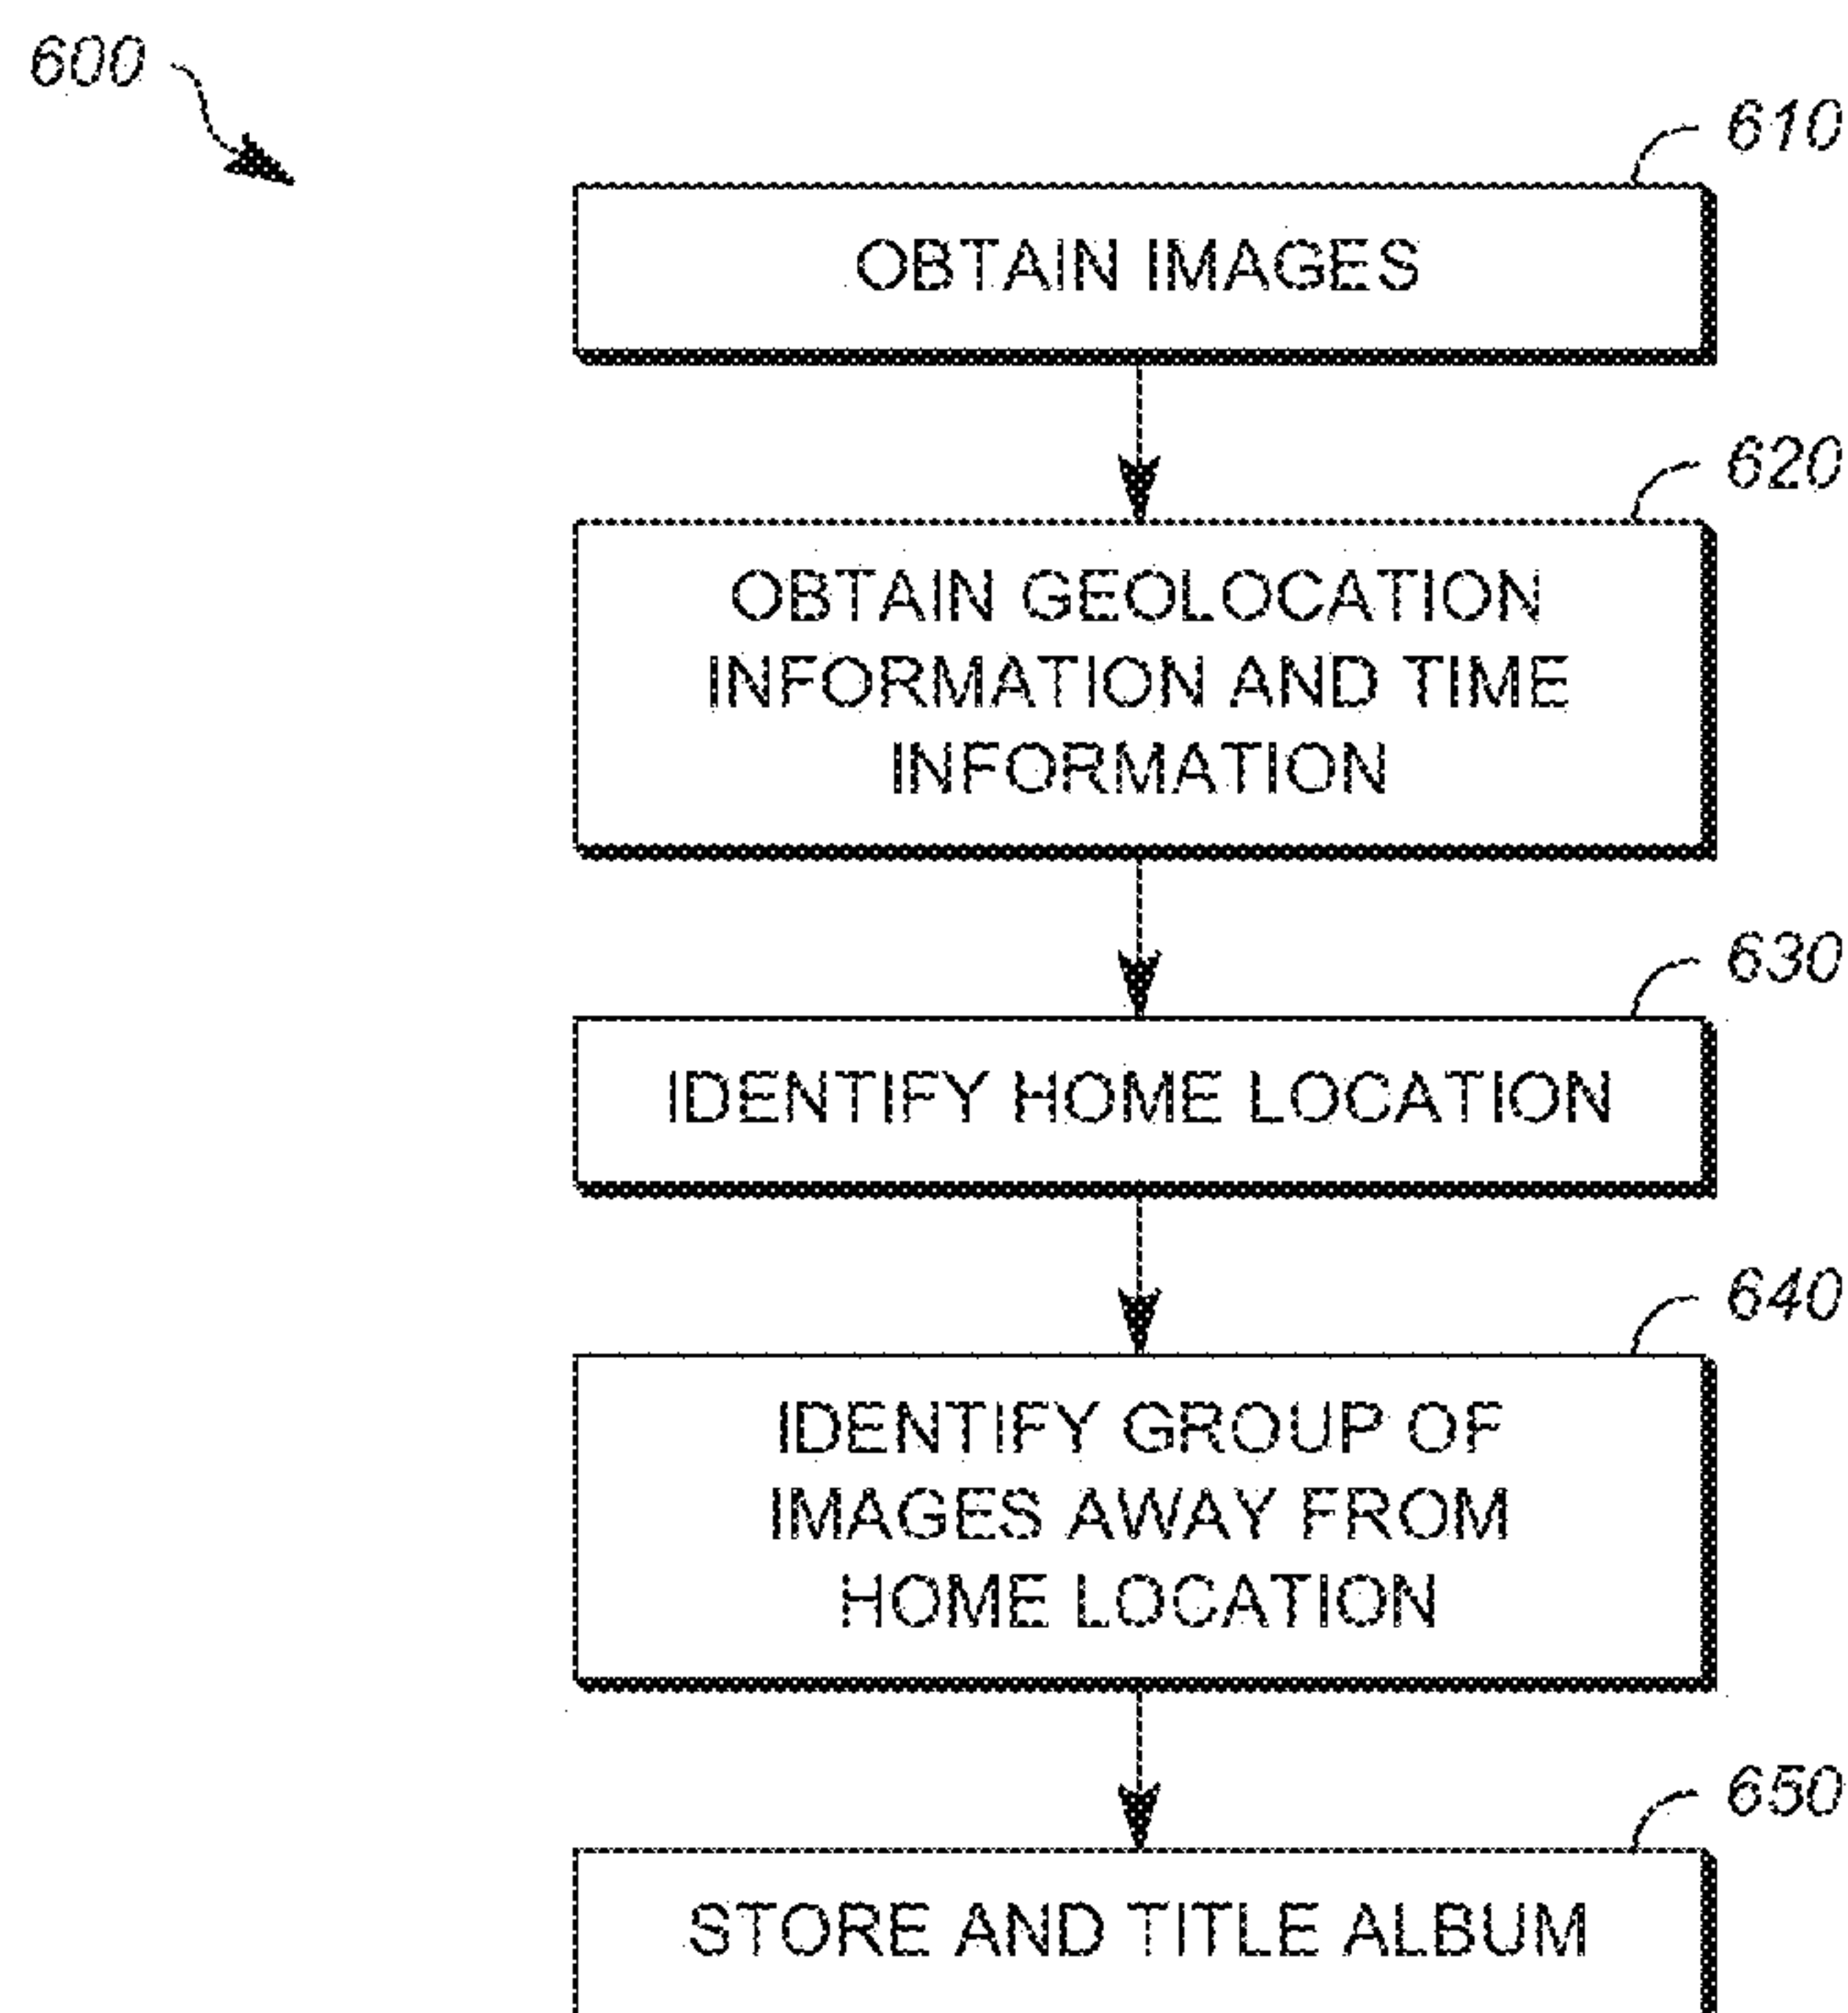 600
610
OBTAIN IMAGES
620
OBTAIN GEOLOCATION
INFORMATION AND TIME
INFORMATION
630
IDENTIFY HOME LOCATION
640
IDENTIFY GROUP OF
IMAGES AWAY FROM
HOME LOCATION
650
STORE AND TITLE ALBUM